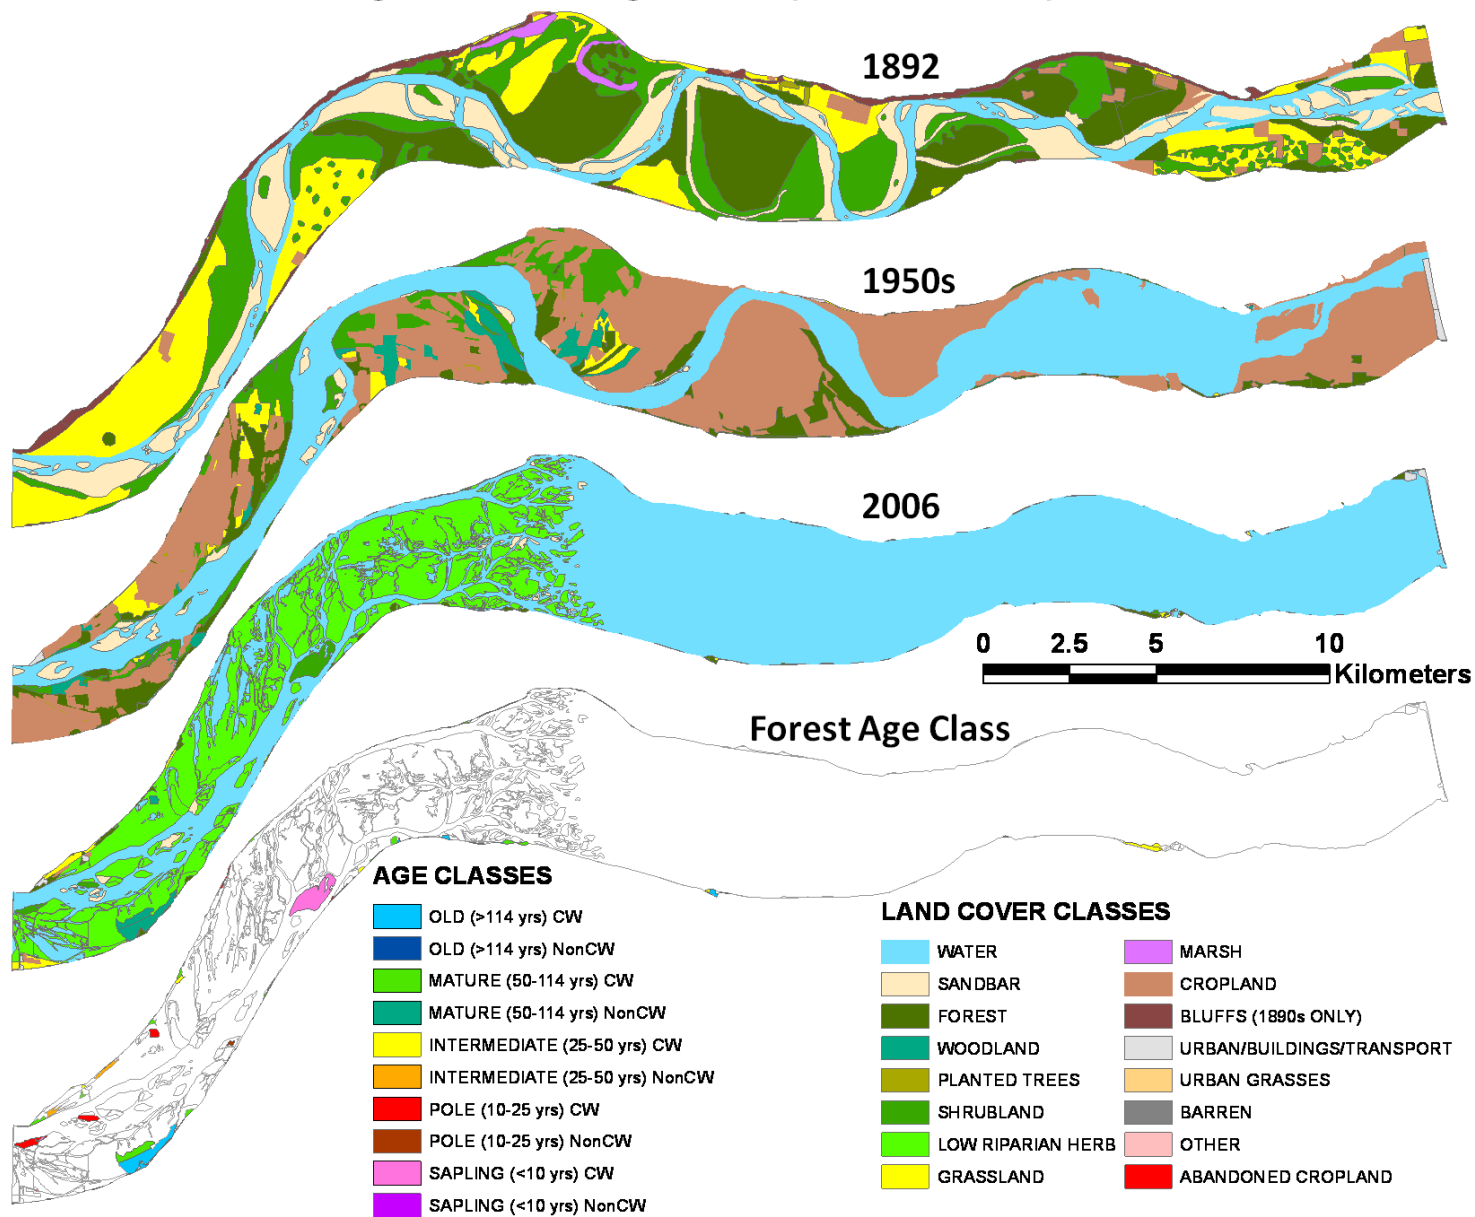 1892
1950s
2006
0 2.5 5 10
Kilometers
Forest Age Class
AGE CLASSES
OLD (>114 yrs) CW
OLD (>114 yrs) NonCW
MATURE (50-114 yrs) CW
MATURE (50-114 yrs) NonCW
INTERMEDIATE (25-50 yrs) CW
INTERMEDIATE (25-50 yrs) NonCW
POLE (10-25 yrs) CW
POLE (10-25 yrs) NonCW
SAPLING (<10 yrs) CW
SAPLING (<10 yrs) NonCW
LAND COVER CLASSES
WATER
SANDBAR
FOREST
WOODLAND
PLANTED TREES
SHRUBLAND
LOW RIPARIAN HERB
GRASSLAND
MARSH
CROPLAND
BLUFFS (1890s ONLY)
URBAN/BUILDINGS/TRANSPORT
URBAN GRASSES
BARREN
OTHER
ABANDONED CROPLAND